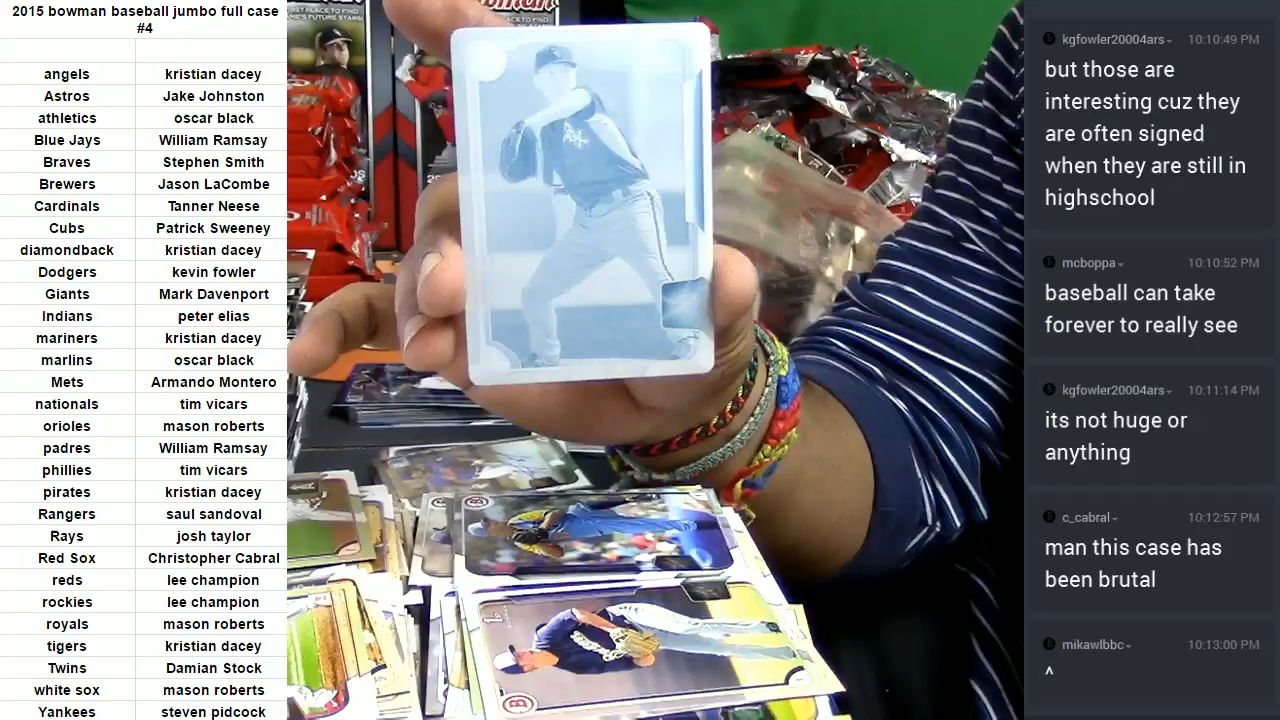 2015 bowman baseball jumbo full case
#4
angels kristian dacey
Astros Jake Johnston
athletics oscar black
Blue Jays William Ramsay
Braves Stephen Smith
Brewers Jason LaCombe
Cardinals Tanner Neese
Cubs Patrick Sweeney
diamondback kristian dacey
Dodgers kevin fowler
Giants Mark Davenport
Indians peter elias
mariners kristian dacey
marlins oscar black
Mets Armando Montero
nationals tim vicars
orioles mason roberts
padres William Ramsay
phillies tim vicars
pirates kristian dacey
Rangers saul sandoval
Rays josh taylor
Red Sox Christopher Cabral
reds lee champion
rockies lee champion
royals mason roberts
tigers kristian dacey
Twins Damian Stock
white sox mason roberts
Yankees steven pidcock
kgfowler20004ars 10:10:49 PM
but those are
interesting cuz they
are often signed
when they are still in
highschool
mcboppa 10:10:52 PM
baseball can take
forever to really see
kgfowler20004ars 10:11:14 PM
its not huge or
anything
c_cabral 10:12:57 PM
man this case has
been brutal
mikawlbbc 10:13:00 PM
^